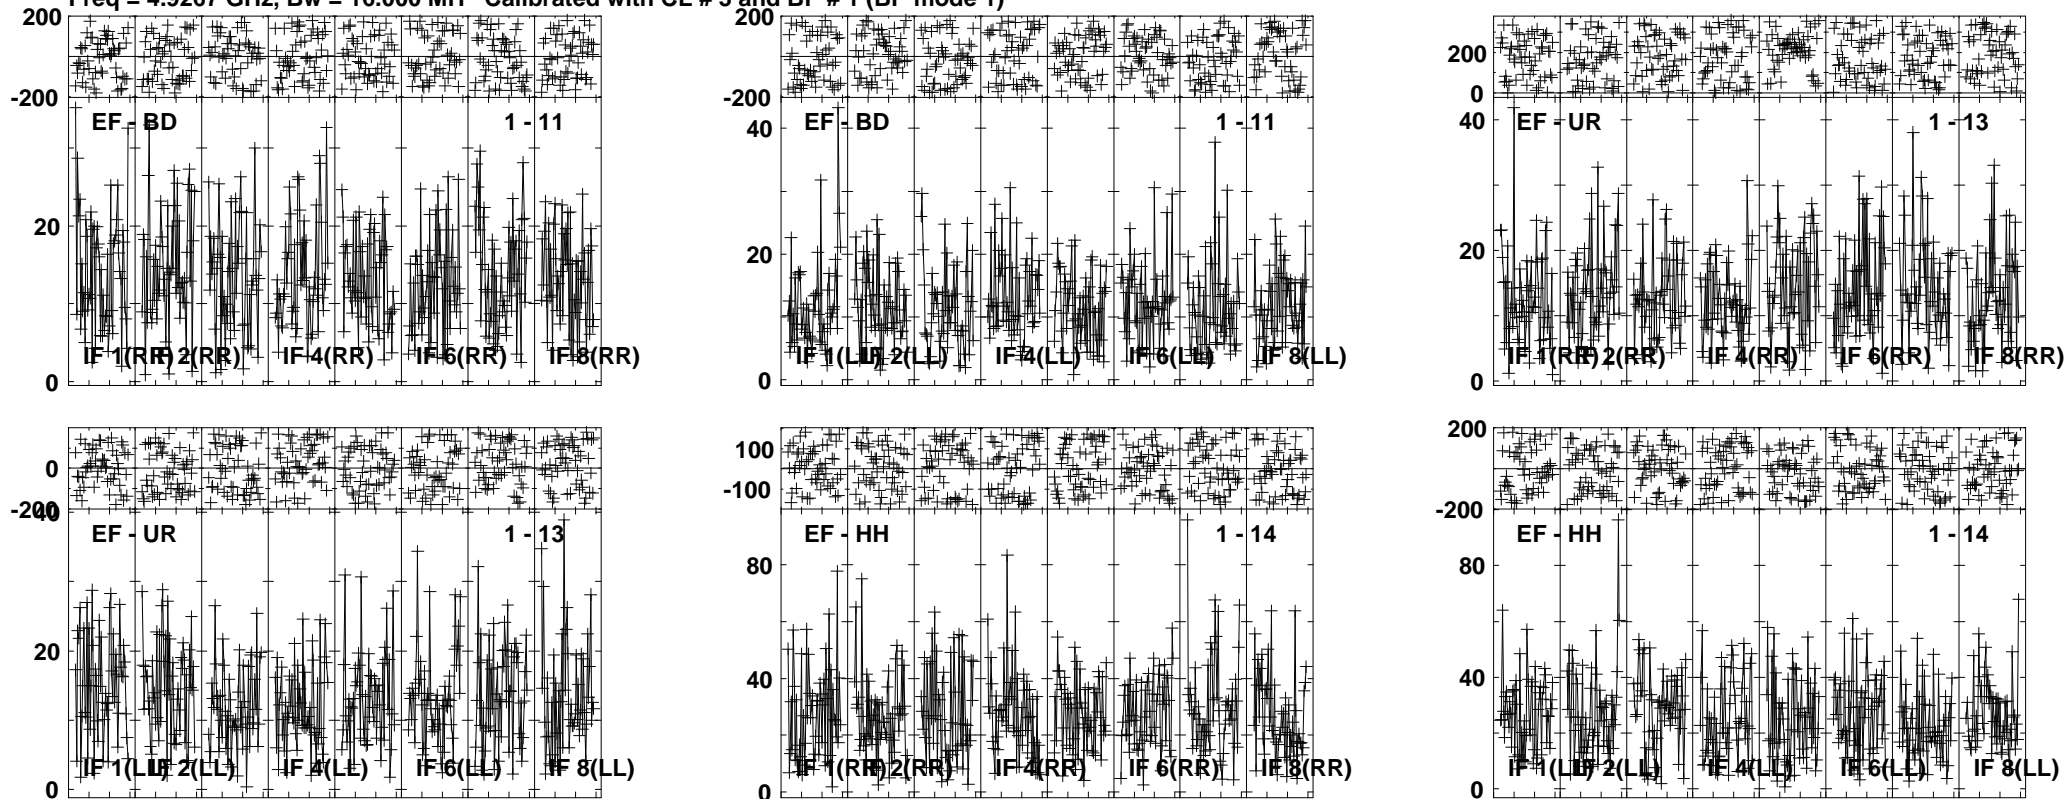 Freq = 4.9267 GHz, Bw = 16.000 MH Calibrated with CL # 3 and BP # 1 (BP mode 1)
200
-200
EF - BD
1 - 11
20
0
IF 1(RR)
IF 2(RR)
IF 4(RR)
IF 6(RR)
IF 8(RR)
200
-200
40
EF - BD
1 - 11
20
0
IF 1(LL)
IF 2(LL)
IF 4(LL)
IF 6(LL)
IF 8(LL)
200
0
40
EF - UR
1 - 13
20
0
IF 1(RR)
IF 2(RR)
IF 4(RR)
IF 6(RR)
IF 8(RR)
0
-200
40
EF - UR
1 - 13
20
0
IF 1(LL)
IF 2(LL)
IF 4(LL)
IF 6(LL)
IF 8(LL)
100
-100
EF - HH
1 - 14
80
40
0
IF 1(RR)
IF 2(RR)
IF 4(RR)
IF 6(RR)
IF 8(RR)
200
-200
EF - HH
1 - 14
80
40
0
IF 1(LL)
IF 2(LL)
IF 4(LL)
IF 6(LL)
IF 8(LL)